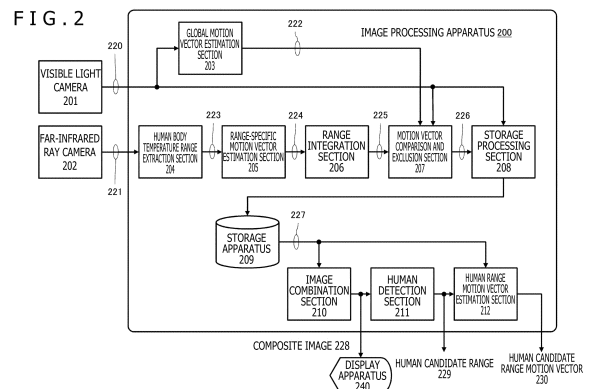 FIG.2
222
IMAGE PROCESSING APPARATUS 200
220
GLOBAL MOTION
VECTOR ESTIMATION
SECTION
203
VISIBLE LIGHT
CAMERA
201
FAR-INFRARED
RAY CAMERA
202
221
HUMAN BODY
TEMPERATURE RANGE
EXTRACTION SECTION
204
223
RANGE-SPECIFIC
MOTION VECTOR
ESTIMATION SECTION
205
224
RANGE
INTEGRATION
SECTION
206
225
MOTION VECTOR
COMPARISON AND
EXCLUSION SECTION
207
226
STORAGE
PROCESSING
SECTION
208
227
STORAGE
APPARATUS
209
IMAGE
COMBINATION
SECTION
210
HUMAN
DETECTION
SECTION
211
HUMAN RANGE
MOTION VECTOR
ESTIMATION SECTION
212
COMPOSITE IMAGE 228
DISPLAY
APPARATUS
240
HUMAN CANDIDATE RANGE
229
HUMAN CANDIDATE
RANGE MOTION VECTOR
230